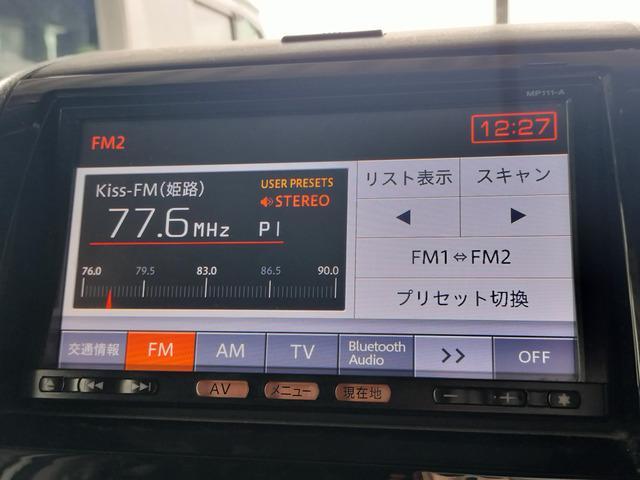 MP111-A
FM2
12:27
Kiss-FM(姫路)
USER PRESETS
STEREO
77.6MHz P1
76.0 79.5 83.0 86.5 90.0
リスト表示 スキャン
◀ ▶
FM1⇔FM2
プリセット切換
交通情報 FM AM TV Bluetooth Audio >> OFF
AV メニュー 現在地
− +